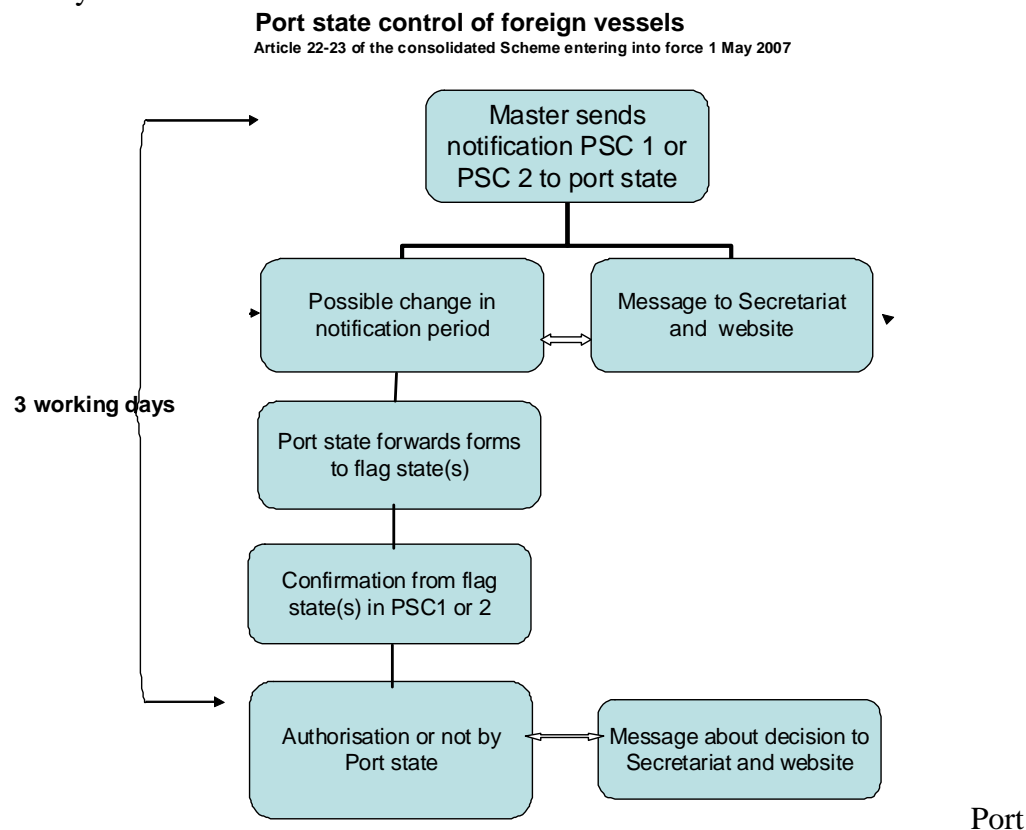 Port state control of foreign vessels
Article 22-23 of the consolidated Scheme entering into force 1 May 2007
Master sends
notification PSC 1 or
PSC 2 to port state
Possible change in
notification period
Message to Secretariat
and website
3 working days
Port state forwards forms
to flag state(s)
Confirmation from flag
state(s) in PSC1 or 2
Authorisation or not by
Port state
Message about decision to
Secretariat and website
Port